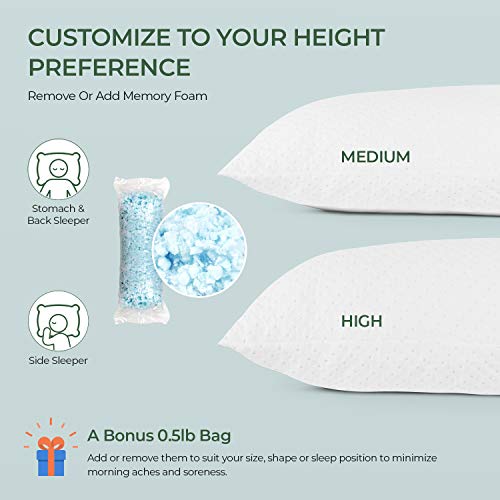 CUSTOMIZE TO YOUR HEIGHT
PREFERENCE
Remove Or Add Memory Foam
MEDIUM
Stomach &
Back Sleeper
HIGH
Side Sleeper
A Bonus 0.5lb Bag
Add or remove them to suit your size, shape or sleep position to minimize
morning aches and soreness.